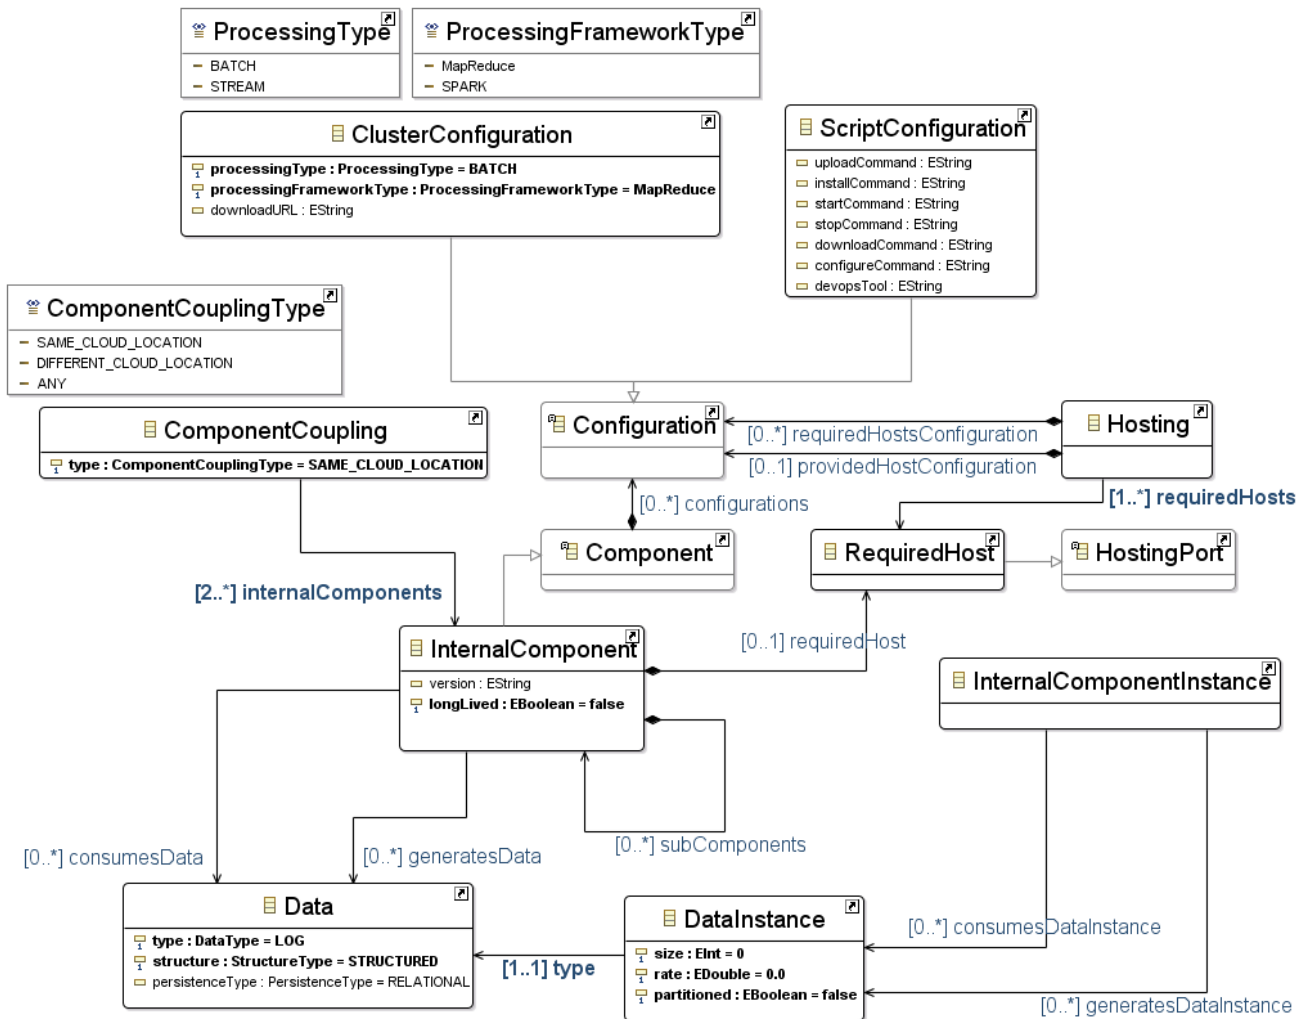 ProcessingType
BATCH
STREAM
ProcessingFrameworkType
MapReduce
SPARK
ClusterConfiguration
processingType : ProcessingType = BATCH
processingFrameworkType : ProcessingFrameworkType = MapReduce
downloadURL : EString
ScriptConfiguration
uploadCommand : EString
installCommand : EString
startCommand : EString
stopCommand : EString
downloadCommand : EString
configureCommand : EString
devopsTool : EString
ComponentCouplingType
SAME_CLOUD_LOCATION
DIFFERENT_CLOUD_LOCATION
ANY
ComponentCoupling
type : ComponentCouplingType = SAME_CLOUD_LOCATION
Configuration
[0..*] requiredHostsConfiguration
[0..1] providedHostConfiguration
Hosting
[0..*] configurations
[1..*] requiredHosts
Component
RequiredHost
HostingPort
[2..*] internalComponents
InternalComponent
version : EString
longLived : EBoolean = false
[0..1] requiredHost
InternalComponentInstance
[0..*] subComponents
[0..*] consumesData
[0..*] generatesData
Data
type : DataType = LOG
structure : StructureType = STRUCTURED
persistenceType : PersistenceType = RELATIONAL
[1..1] type
DataInstance
size : EInt = 0
rate : EDouble = 0.0
partitioned : EBoolean = false
[0..*] consumesDataInstance
[0..*] generatesDataInstance